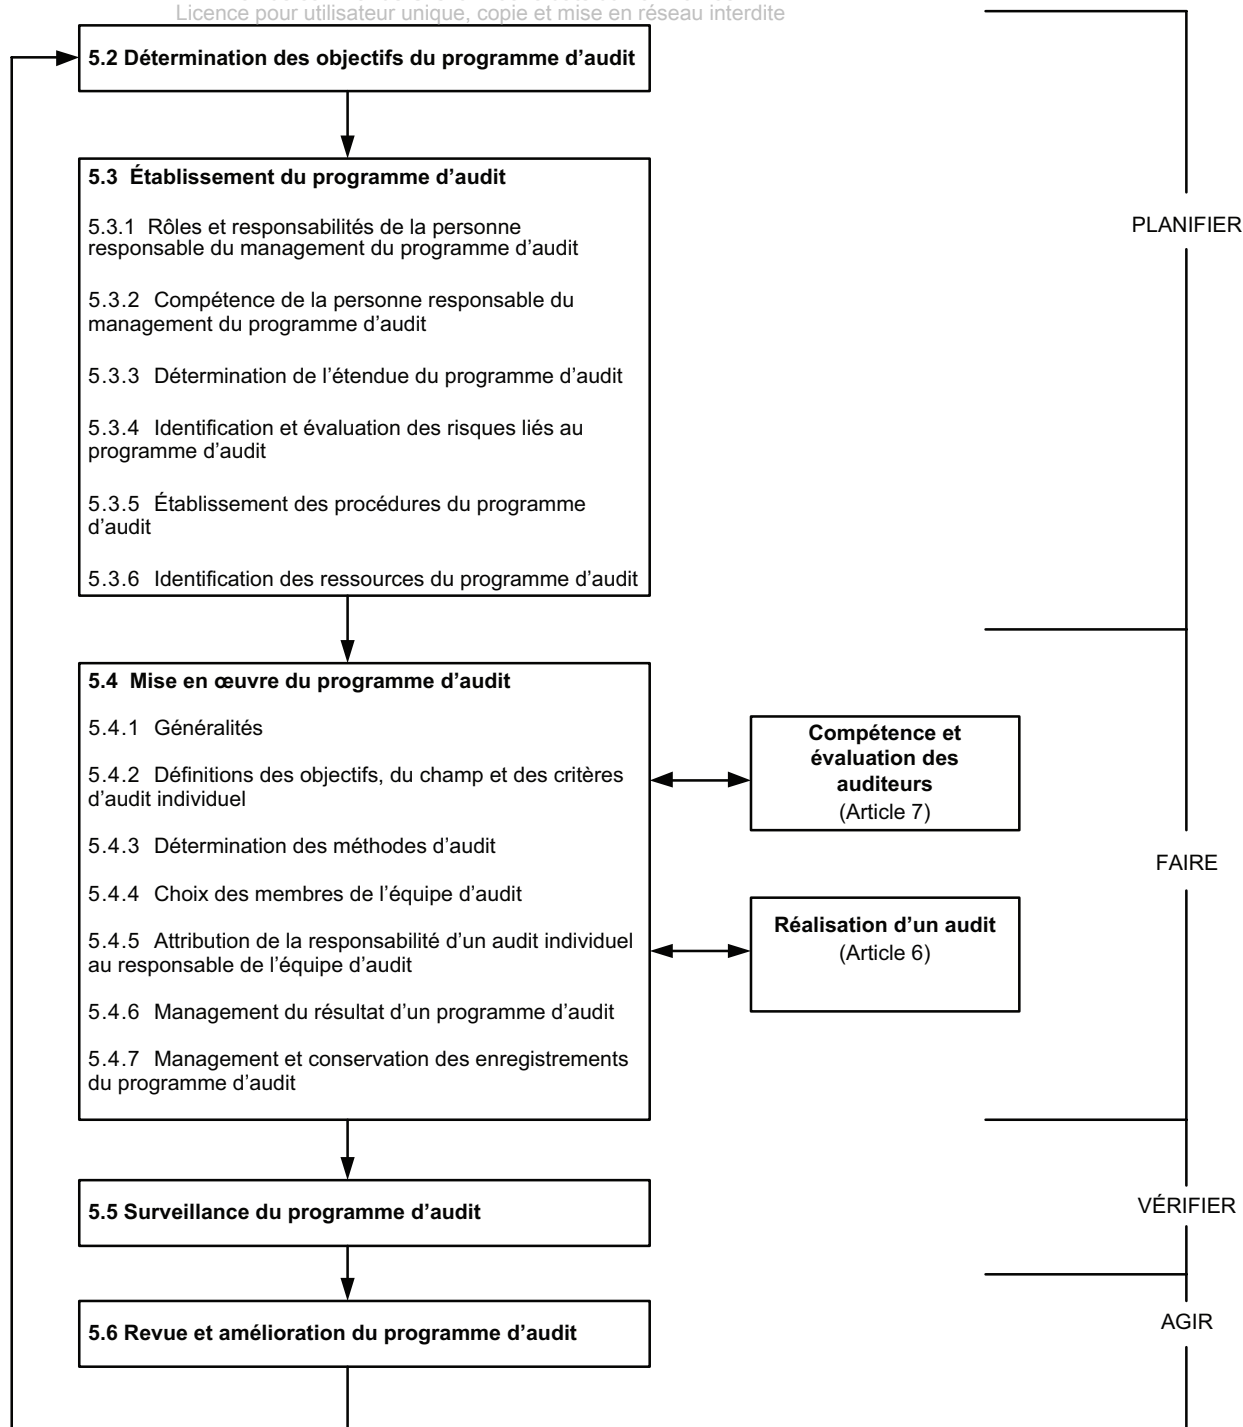 Licence pour utilisateur unique, copie et mise en réseau interdite
5.2 Détermination des objectifs du programme d’audit
5.3 Établissement du programme d’audit
5.3.1 Rôles et responsabilités de la personne
responsable du management du programme d’audit
5.3.2 Compétence de la personne responsable du
management du programme d’audit
5.3.3 Détermination de l’étendue du programme d’audit
5.3.4 Identification et évaluation des risques liés au
programme d’audit
5.3.5 Établissement des procédures du programme
d’audit
5.3.6 Identification des ressources du programme d’audit
PLANIFIER
5.4 Mise en œuvre du programme d’audit
5.4.1 Généralités
5.4.2 Définitions des objectifs, du champ et des critères
d’audit individuel
5.4.3 Détermination des méthodes d’audit
5.4.4 Choix des membres de l’équipe d’audit
5.4.5 Attribution de la responsabilité d’un audit individuel
au responsable de l’équipe d’audit
5.4.6 Management du résultat d’un programme d’audit
5.4.7 Management et conservation des enregistrements
du programme d’audit
Compétence et
évaluation des
auditeurs
(Article 7)
Réalisation d’un audit
(Article 6)
FAIRE
5.5 Surveillance du programme d’audit
VÉRIFIER
5.6 Revue et amélioration du programme d’audit
AGIR